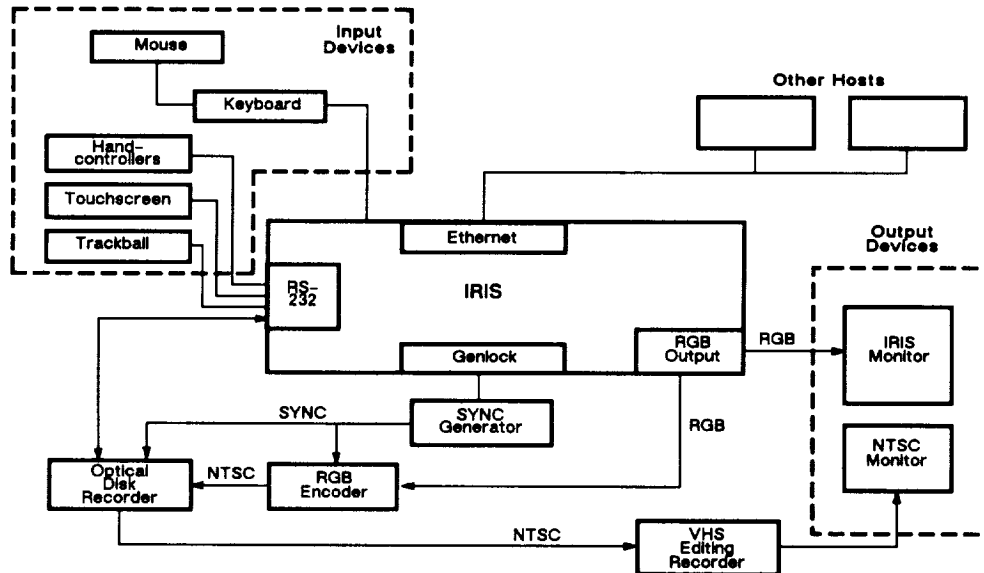 Input
Devices
Mouse
Keyboard
Other Hosts
Hand-
controllers
Touchscreen
Trackball
Ethernet
Output
Devices
RS-
232
IRIS
Genlock
RGB
Output
RGB
IRIS
Monitor
SYNC
SYNC
Generator
RGB
NTSC
Monitor
Optical
Disk
Recorder
NTSC
RGB
Encoder
NTSC
VHS
Editing
Recorder